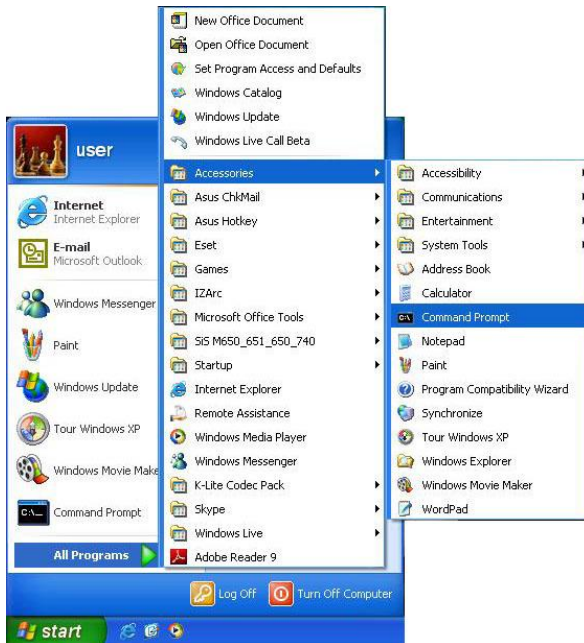 New Office Document
Open Office Document
Set Program Access and Defaults
Windows Catalog
Windows Update
Windows Live Call Beta
user
Internet
Internet Explorer
E-mail
Microsoft Outlook
Windows Messenger
Paint
Windows Update
Tour Windows XP
Windows Movie Make
C:\_
Command Prompt
All Programs
Accessories
Asus ChkMail
Asus Hotkey
Eset
Games
IZArc
Microsoft Office Tools
SiS M650_651_650_740
Startup
Internet Explorer
Remote Assistance
Windows Media Player
Windows Messenger
K-Lite Codec Pack
Skype
Windows Live
Adobe Reader 9
Accessibility
Communications
Entertainment
System Tools
Address Book
Calculator
C:\
Command Prompt
Notepad
Paint
Program Compatibility Wizard
Synchronize
Tour Windows XP
Windows Explorer
Windows Movie Maker
WordPad
Log Off
Turn Off Computer
start